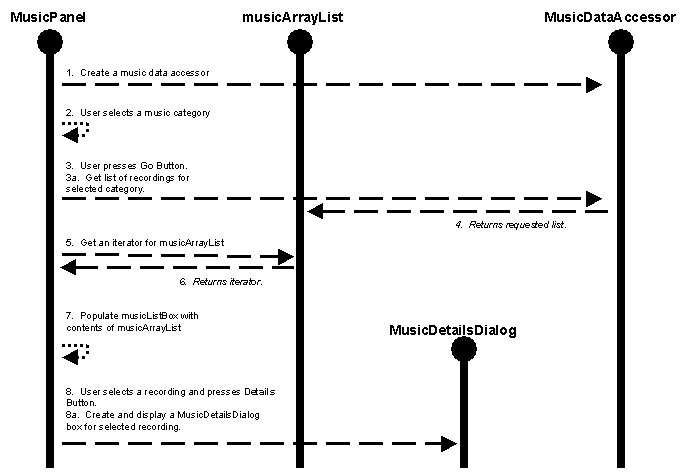 MusicPanel
musicArrayList
MusicDataAccessor
1. Create a music data accessor
2. User selects a music category
3. User presses Go Button.
3a. Get list of recordings for
selected category.
4. Returns requested list.
5. Get an iterator for musicArrayList
6. Returns iterator.
7. Populate musicListBox with
contents of musicArrayList
MusicDetailsDialog
8. User selects a recording and presses Details
Button.
8a. Create and display a MusicDetailsDialog
box for selected recording.